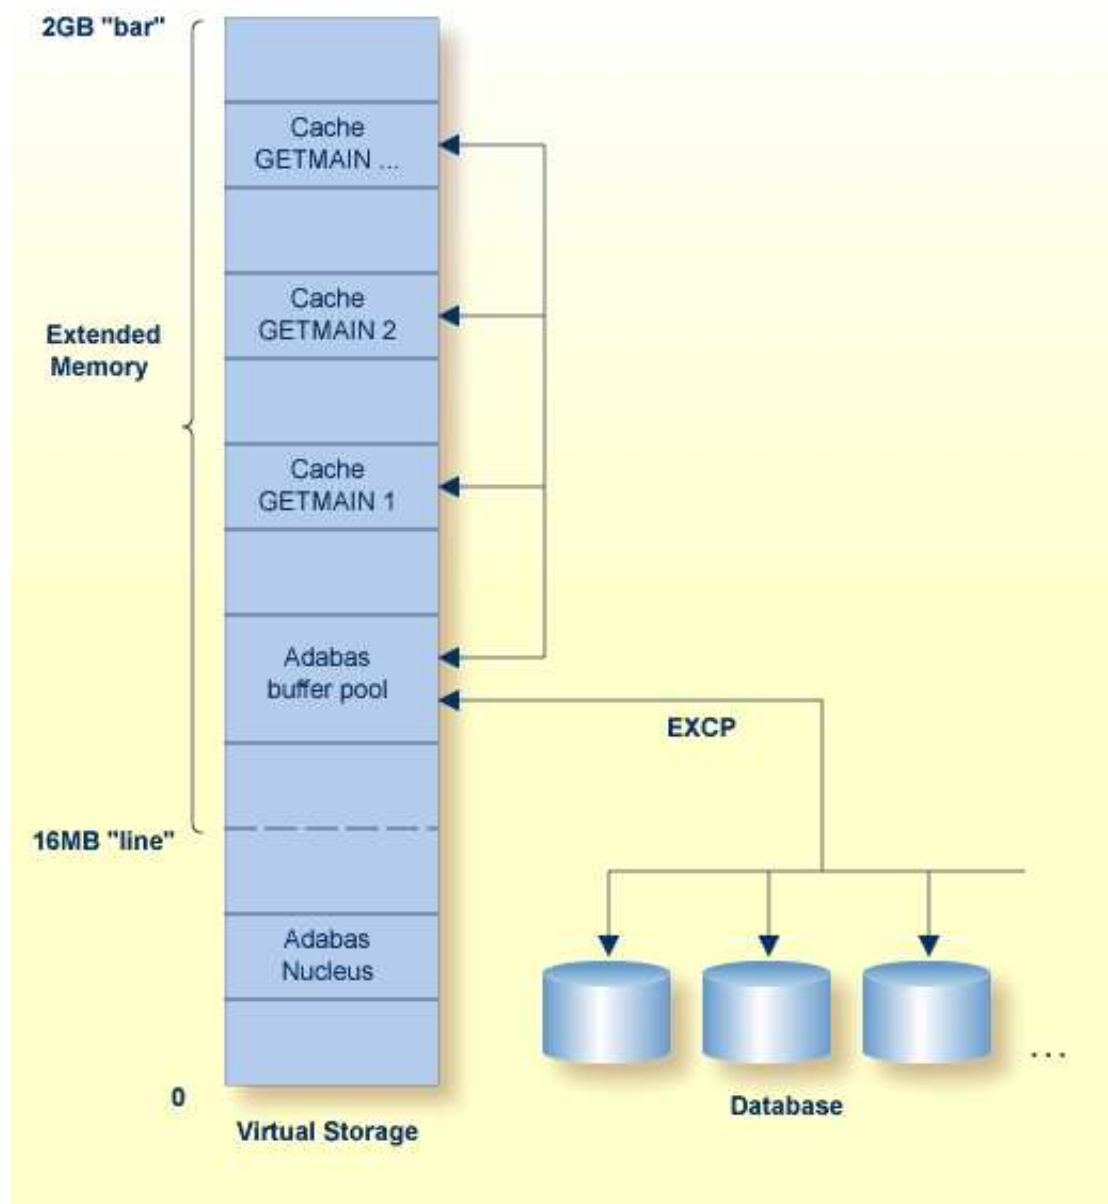 2GB "bar"
Cache
GETMAIN ...
Cache
GETMAIN 2
Extended
Memory
Cache
GETMAIN 1
Adabas
buffer pool
EXCP
16MB "line"
Adabas
Nucleus
...
0
Database
Virtual Storage